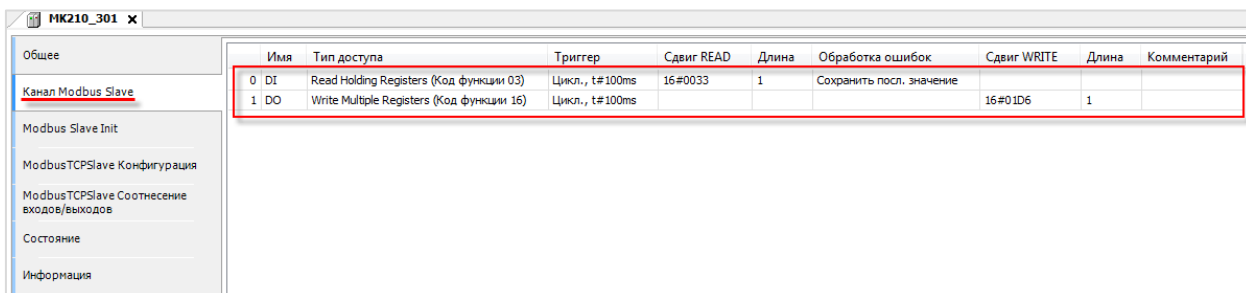 MK210_301 x
Общее
Канал Modbus Slave
Modbus Slave Init
ModbusTCPSlave Конфигурация
ModbusTCPSlave Соотнесение
входов/выходов
Состояние
Информация
Имя Тип доступа Триггер Сдвиг READ Длина Обработка ошибок Сдвиг WRITE Длина Комментарий
0 DI Read Holding Registers (Код функции 03) Цикл., t#100ms 16#0033 1 Сохранить посл. значение
1 DO Write Multiple Registers (Код функции 16) Цикл., t#100ms 16#01D6 1